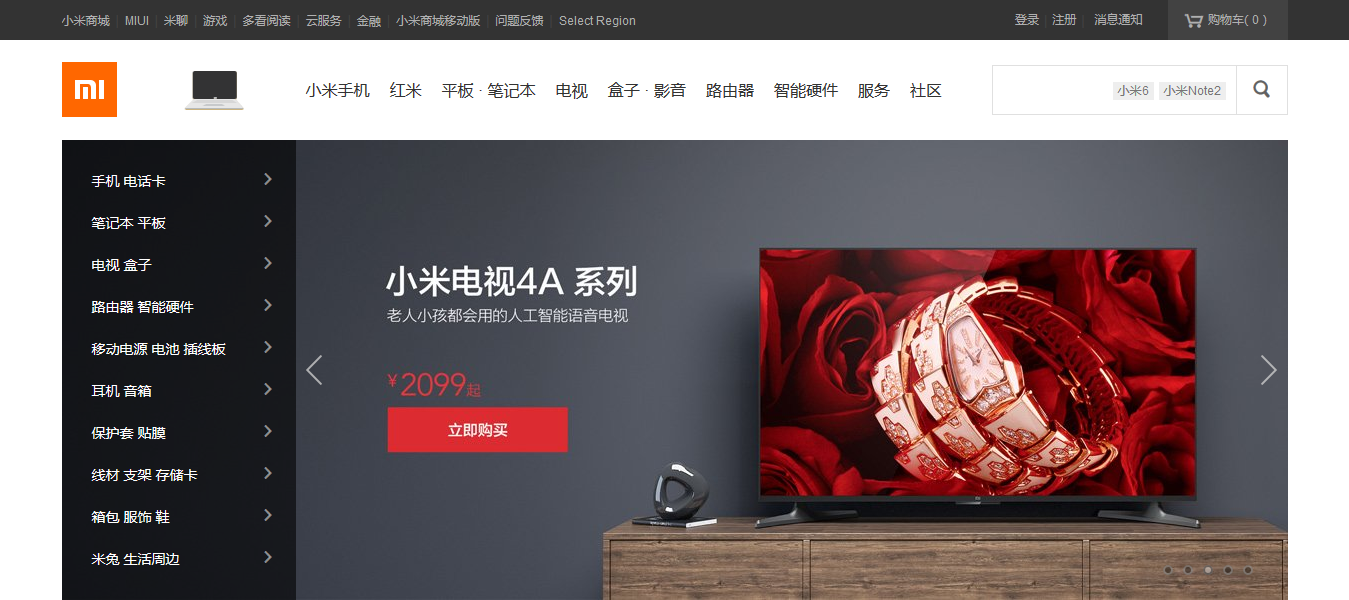 小米商城 MIUI 米聊 游戏 多看阅读 云服务 金融 小米商城移动版 问题反馈 Select Region 登录 注册 消息通知 购物车( 0 )
mi 小米手机 红米 平板 · 笔记本 电视 盒子 · 影音 路由器 智能硬件 服务 社区 小米6 小米Note2
手机 电话卡
笔记本 平板
电视 盒子
路由器 智能硬件
移动电源 电池 插线板
耳机 音箱
保护套 贴膜
线材 支架 存储卡
箱包 服饰 鞋
米兔 生活周边
小米电视4A 系列
老人小孩都会用的人工智能语音电视
¥2099起
立即购买